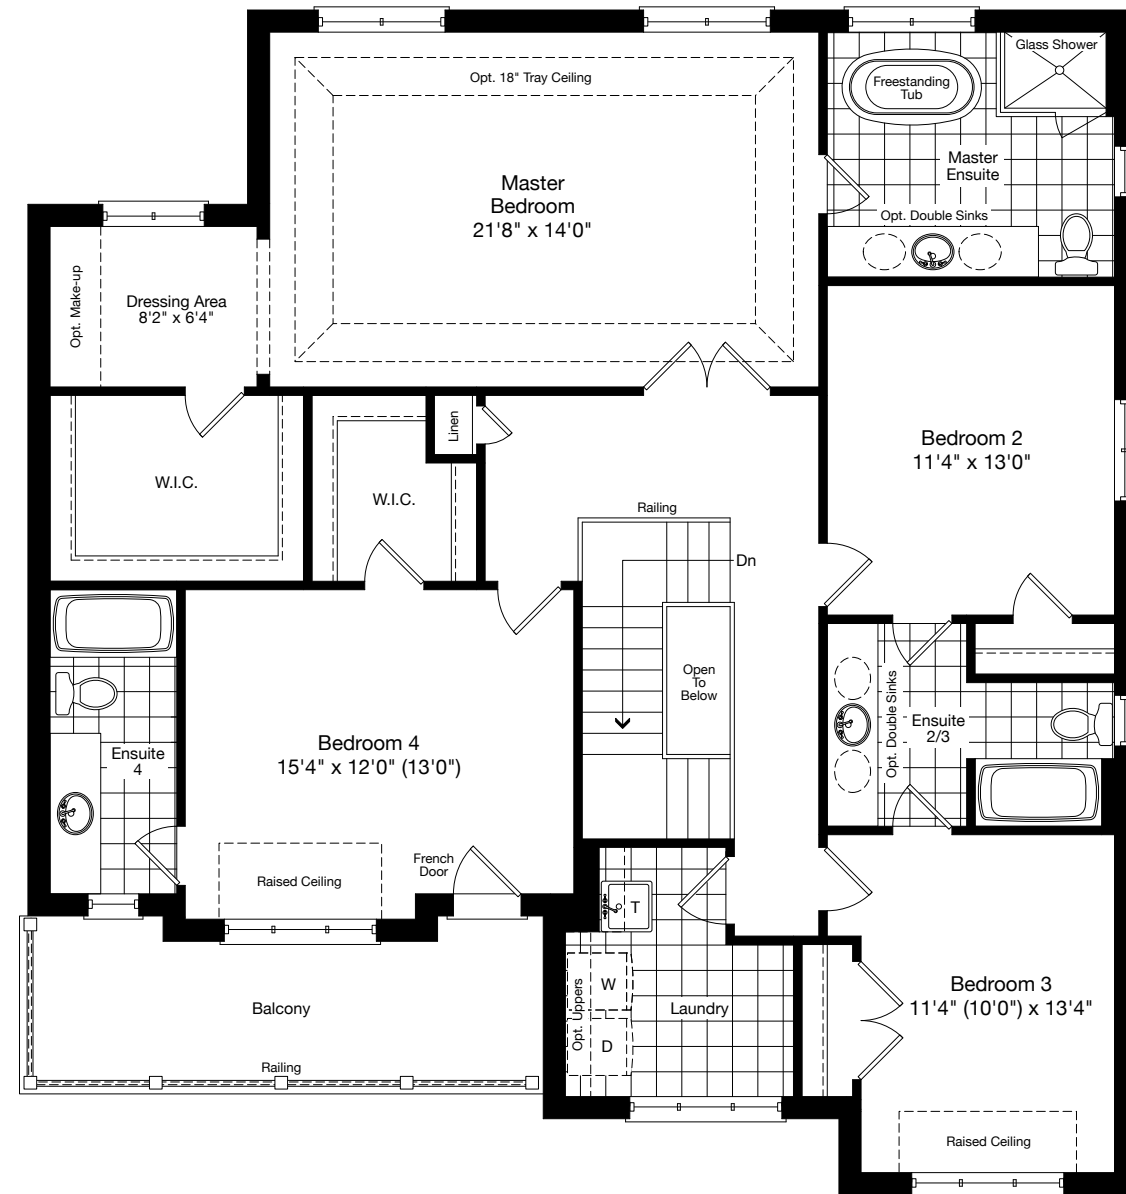 Glass Shower
Opt. 18" Tray Ceiling
Freestanding
Tub
Master
Ensuite
Master
Bedroom
21'8" x 14'0"
Opt. Double Sinks
Opt. Make-up
Dressing Area
8'2" x 6'4"
Linen
Bedroom 2
11'4" x 13'0"
W.I.C.
W.I.C.
Railing
Dn
Open
To
Below
Opt. Double Sinks
Ensuite
2/3
Ensuite
4
Bedroom 4
15'4" x 12'0" (13'0")
French
Door
Raised Ceiling
T
W
Opt. Uppers
D
Laundry
Bedroom 3
11'4" (10'0") x 13'4"
Balcony
Railing
Raised Ceiling